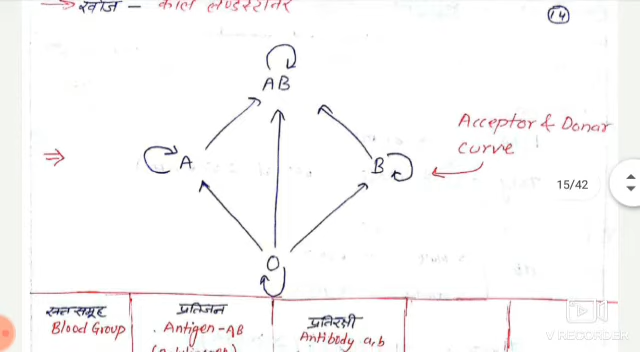 → खोज – कार्ल लैण्डस्टीनर
14
AB
Acceptor & Donar
curve
⇒
A
B
15/42
O
रक्त समूह
Blood Group
प्रतिजन
Antigen-AB
प्रतिरक्षी
Antibody a,b
V RECORDER